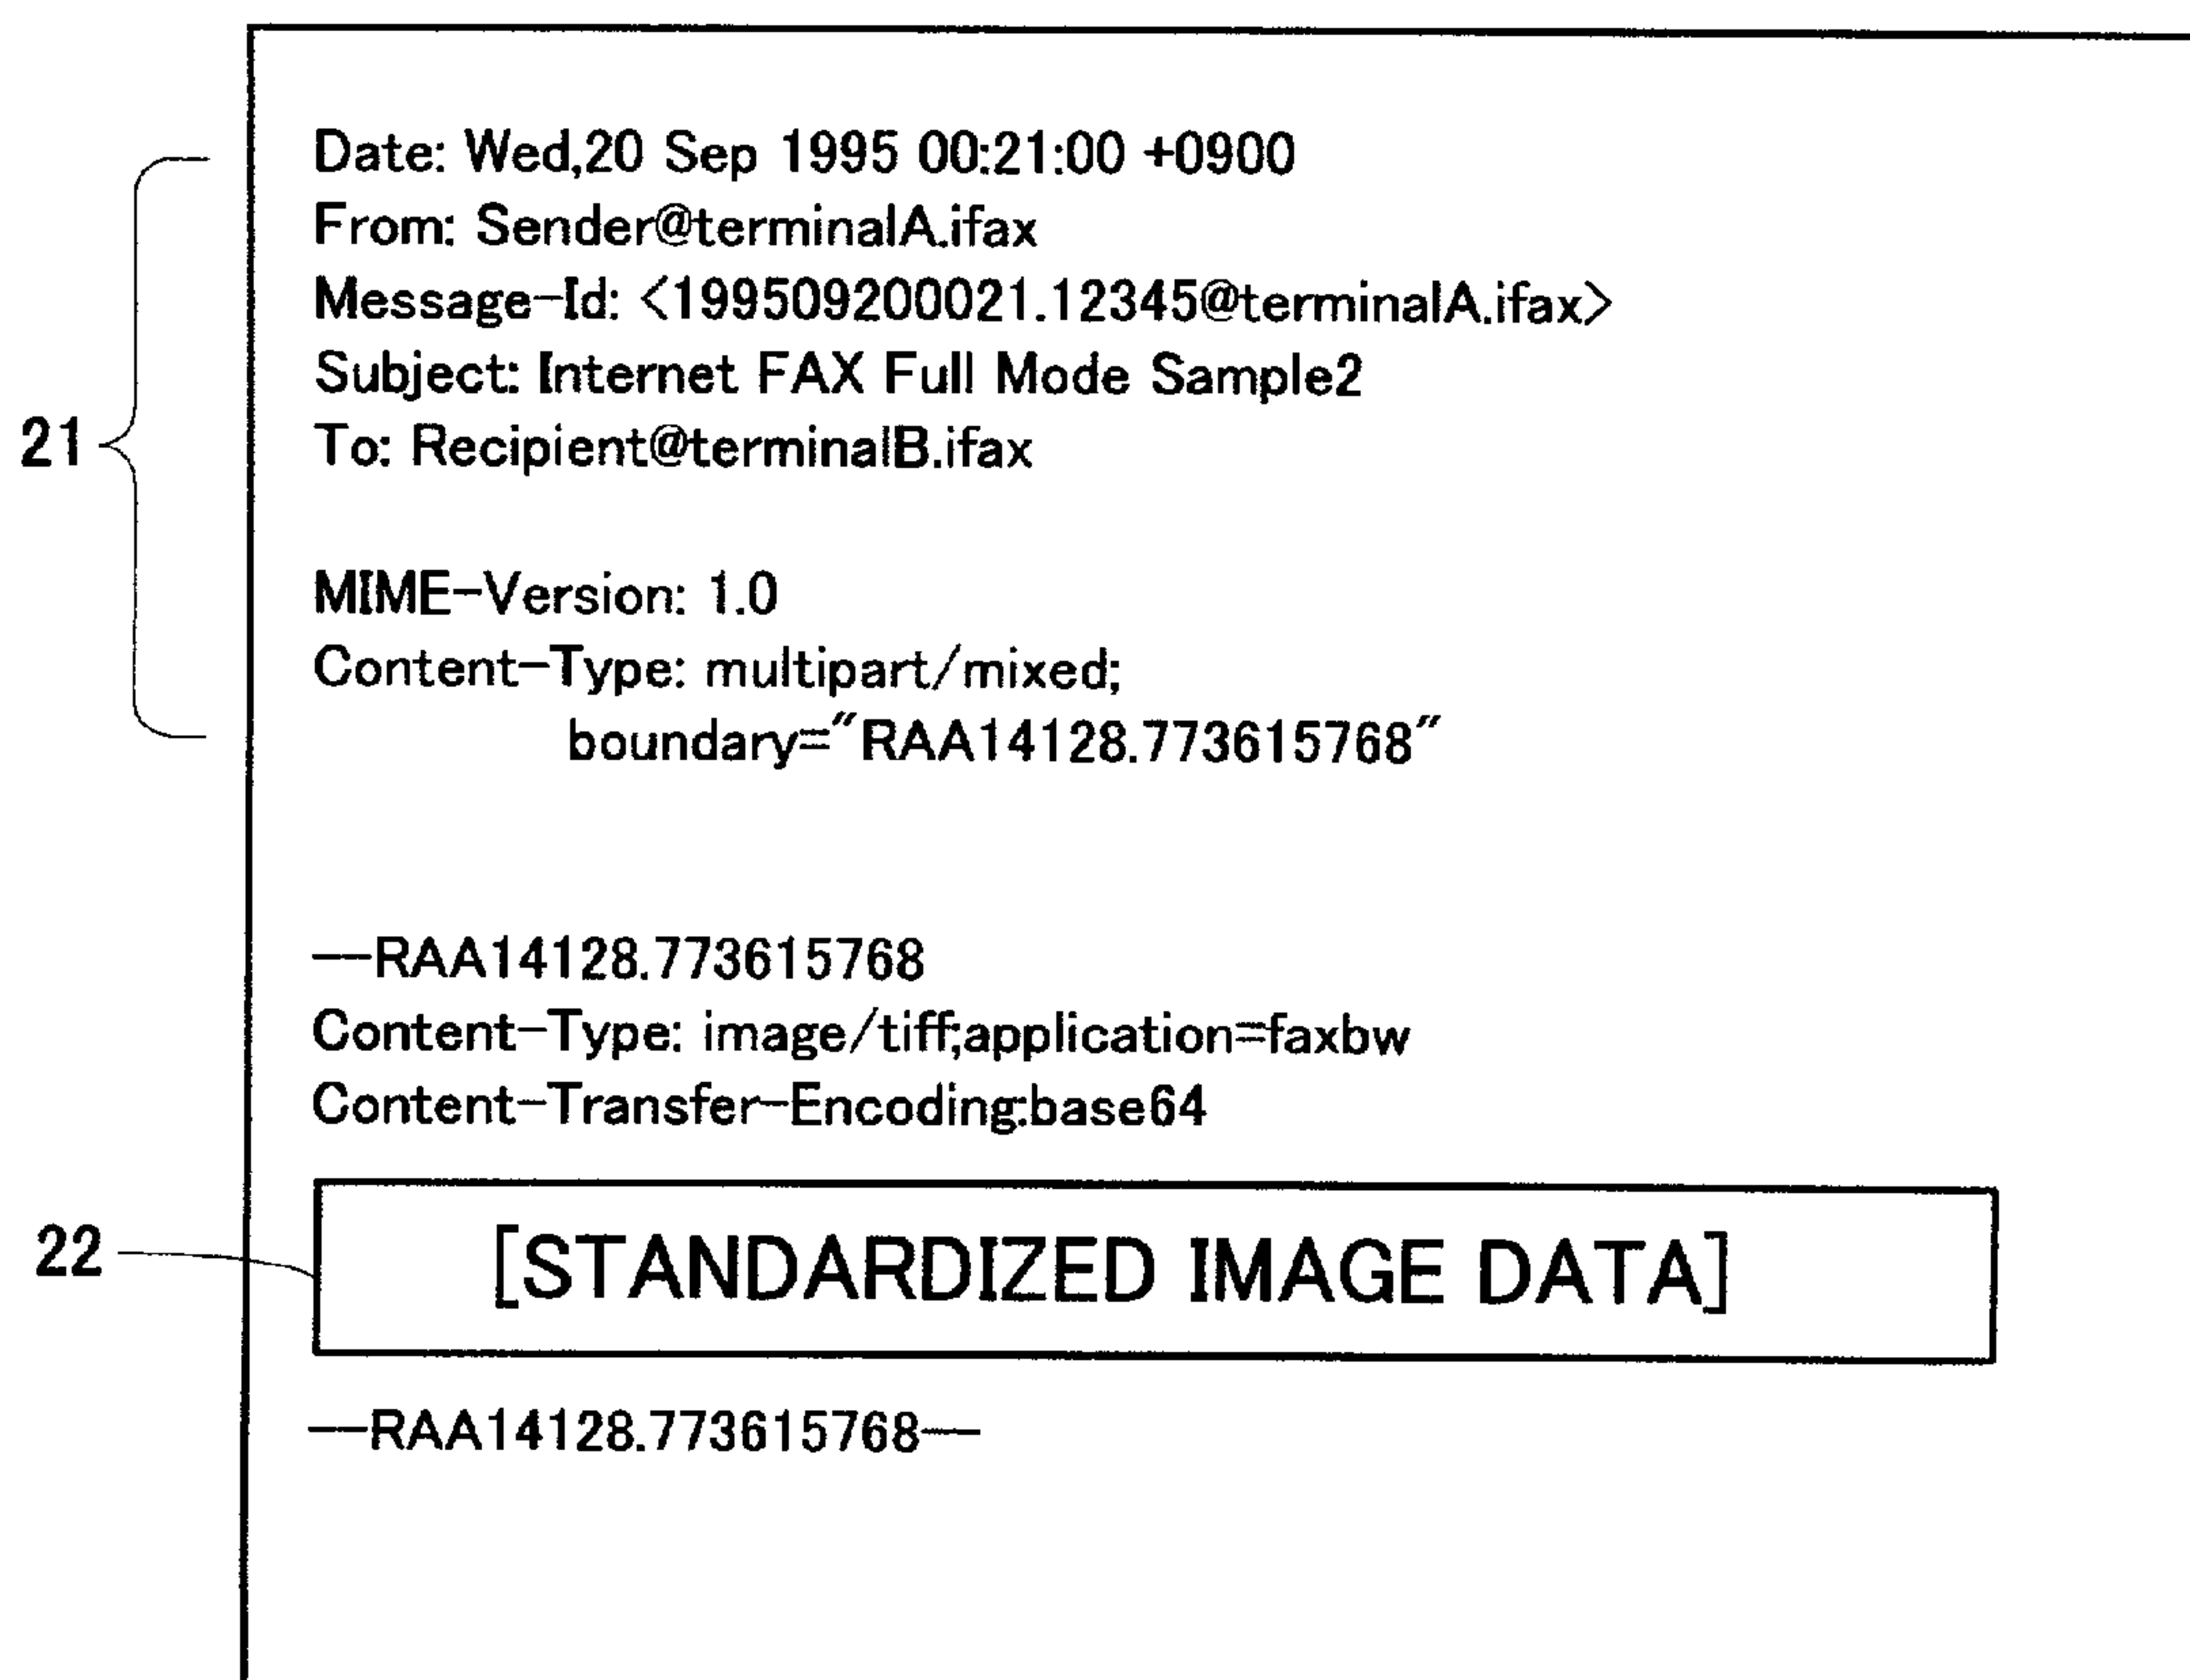 Date: Wed,20 Sep 1995 00:21:00 +0900
From: Sender@terminalA.ifax
Message-Id: <199509200021.12345@terminalA.ifax>
Subject: Internet FAX Full Mode Sample2
21
To: Recipient@terminalB.ifax
MIME-Version: 1.0
Content-Type: multipart/mixed;
boundary="RAA14128.773615768"
--RAA14128.773615768
Content-Type: image/tiff;application=faxbw
Content-Transfer-Encoding:base64
22
[STANDARDIZED IMAGE DATA]
--RAA14128.773615768--